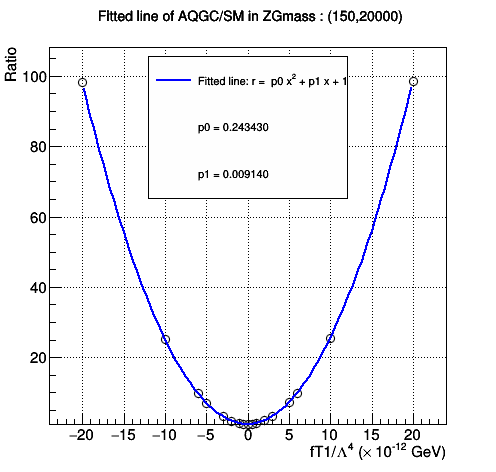 FItted line of AQGC/SM in ZGmass : (150,20000)
Ratio
Fitted line: r = p0 x² + p1 x + 1
p0 = 0.243430
p1 = 0.009140
100
80
60
40
20
−20 −15 −10 −5 0 5 10 15 20
fT1/Λ⁴ (× 10⁻¹² GeV)